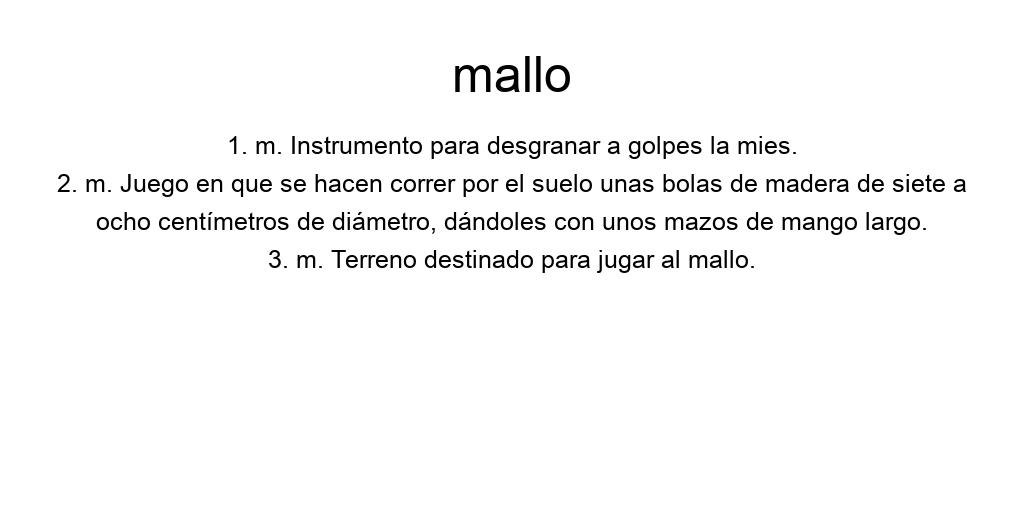 mallo
1. m. Instrumento para desgranar a golpes la mies.
2. m. Juego en que se hacen correr por el suelo unas bolas de madera de siete a
ocho centímetros de diámetro, dándoles con unos mazos de mango largo.
3. m. Terreno destinado para jugar al mallo.